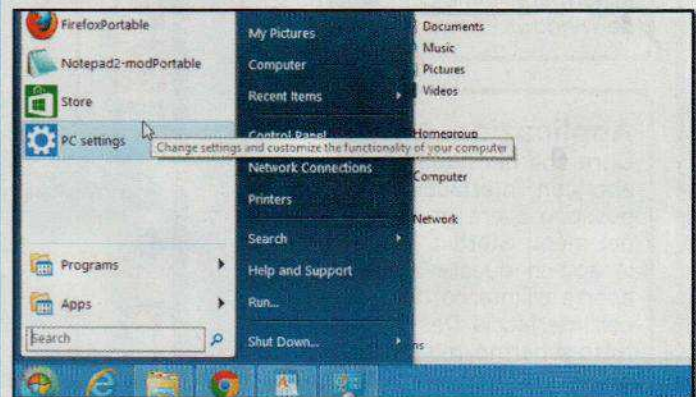 FirefoxPortable
Notepad2-modPortable
Store
PC settings
Programs
Apps
Search
My Pictures
Computer
Recent Items
Control Panel
Change settings and customize the functionality of your computer
Network Connections
Printers
Search
Help and Support
Run...
Shut Down...
Documents
Music
Pictures
Videos
Homegroup
Computer
Network
ns